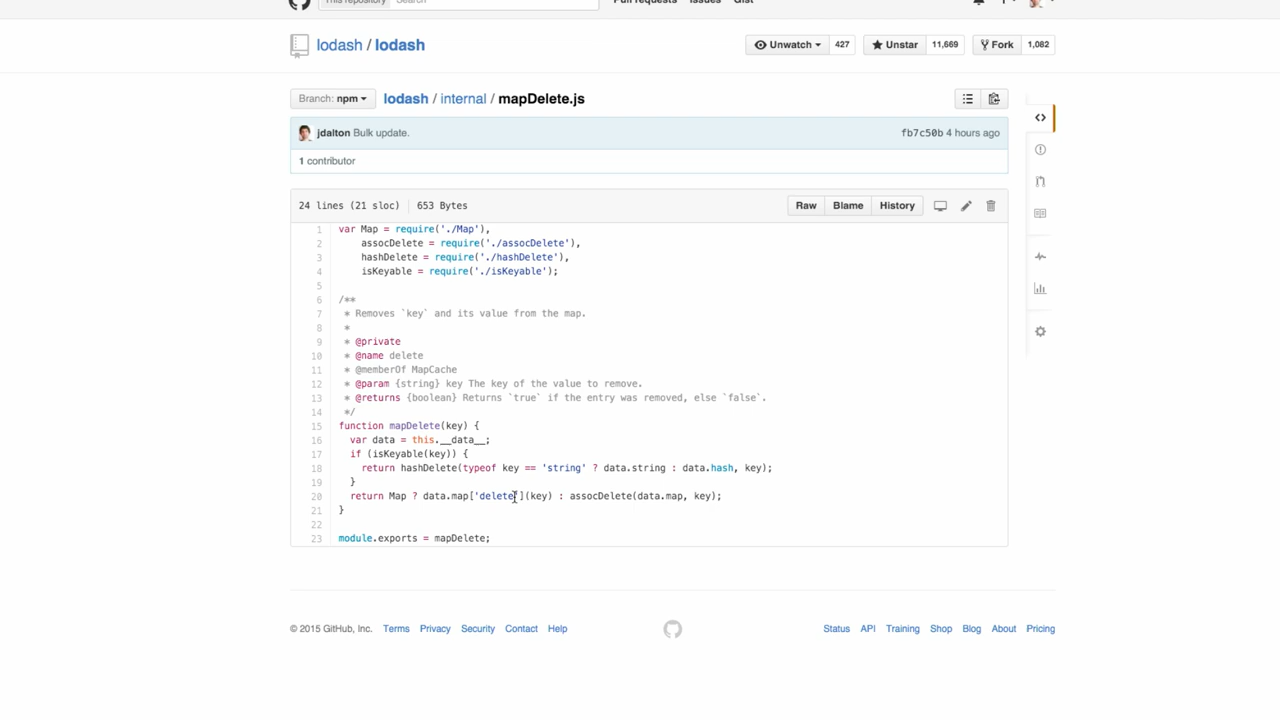 This repository Search Pull requests Issues Gist
lodash / lodash
Unwatch 427 Unstar 11,669 Fork 1,082
Branch: npm lodash / internal / mapDelete.js
jdalton Bulk update. fb7c50b 4 hours ago
1 contributor
24 lines (21 sloc) 653 Bytes Raw Blame History
1 var Map = require('./Map'),
2     assocDelete = require('./assocDelete'),
3     hashDelete = require('./hashDelete'),
4     isKeyable = require('./isKeyable');
5
6 /**
7  * Removes `key` and its value from the map.
8  *
9  * @private
10  * @name delete
11  * @memberOf MapCache
12  * @param {string} key The key of the value to remove.
13  * @returns {boolean} Returns `true` if the entry was removed, else `false`.
14  */
15 function mapDelete(key) {
16   var data = this.__data__;
17   if (isKeyable(key)) {
18     return hashDelete(typeof key == 'string' ? data.string : data.hash, key);
19   }
20   return Map ? data.map['delete'](key) : assocDelete(data.map, key);
21 }
22
23 module.exports = mapDelete;
© 2015 GitHub, Inc. Terms Privacy Security Contact Help Status API Training Shop Blog About Pricing